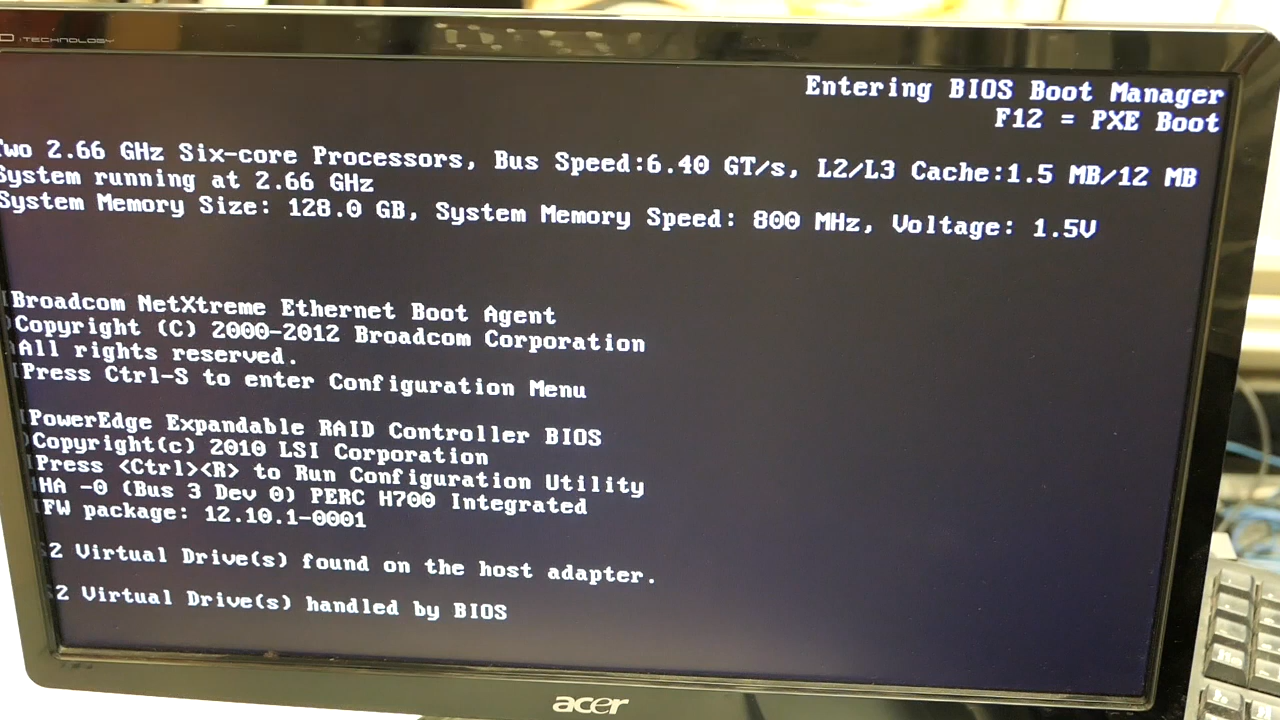 D :TECHNOLOGY
Entering BIOS Boot Manager
F12 = PXE Boot
Two 2.66 GHz Six-core Processors, Bus Speed:6.40 GT/s, L2/L3 Cache:1.5 MB/12 MB
System running at 2.66 GHz
System Memory Size: 128.0 GB, System Memory Speed: 800 MHz, Voltage: 1.5V
Broadcom NetXtreme Ethernet Boot Agent
Copyright (C) 2000-2012 Broadcom Corporation
All rights reserved.
Press Ctrl-S to enter Configuration Menu
PowerEdge Expandable RAID Controller BIOS
Copyright(c) 2010 LSI Corporation
Press <Ctrl><R> to Run Configuration Utility
HA -0 (Bus 3 Dev 0) PERC H700 Integrated
FW package: 12.10.1-0001
2 Virtual Drive(s) found on the host adapter.
2 Virtual Drive(s) handled by BIOS
acer